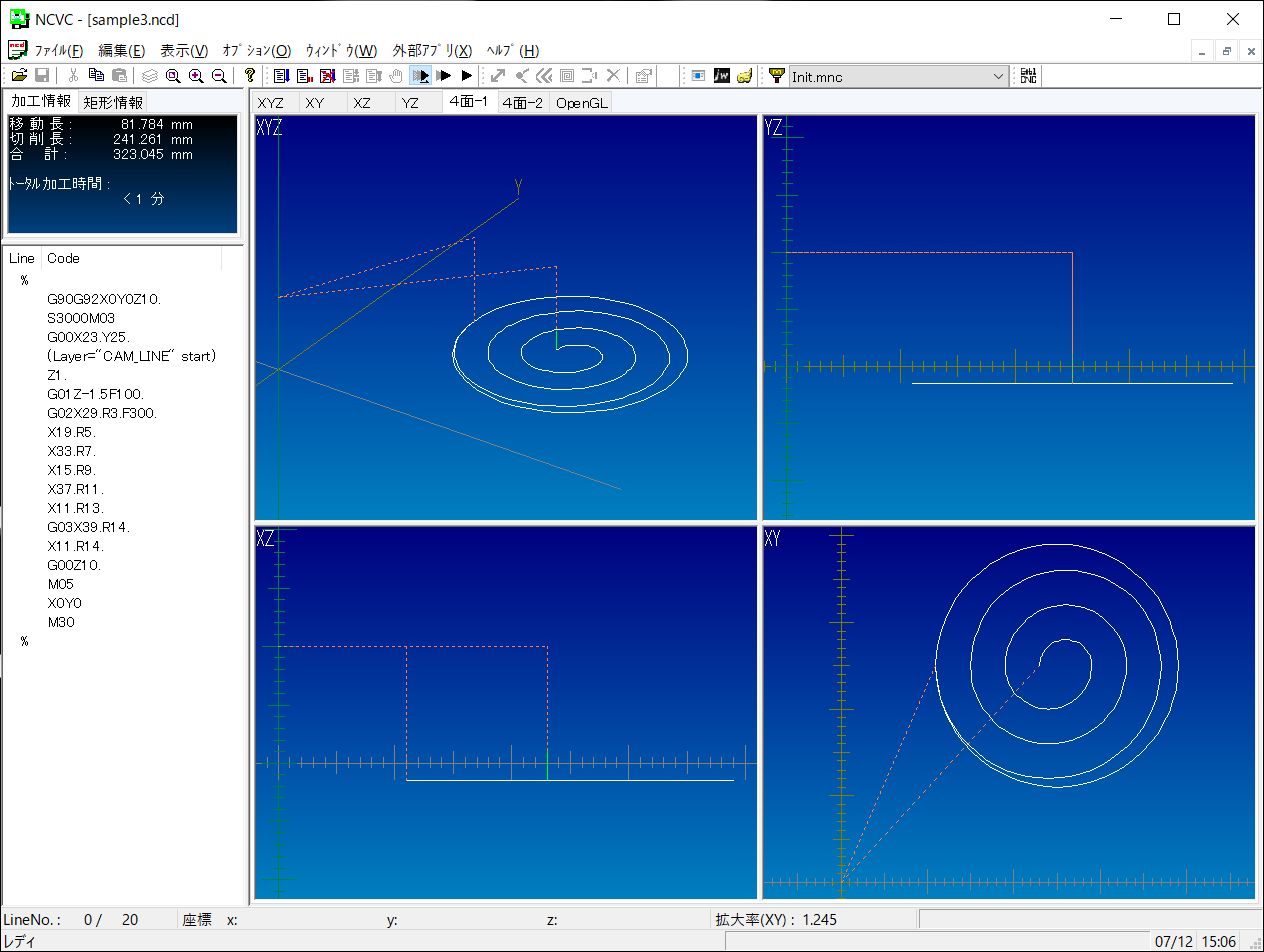 NCVC - [sample3.ncd]
ファイル(F) 編集(E) 表示(V) オプション(O) ウィンドウ(W) 外部アプリ(X) ヘルプ(H)
Init.mnc
加工情報 矩形情報
XYZ XY XZ YZ 4面-1 4面-2 OpenGL
移動長: 81.784 mm
切削長: 241.261 mm
合 計: 323.045 mm
トータル加工時間:
<1 分
Line Code
%
G90G92X0Y0Z10.
S3000M03
G00X23.Y25.
(Layer="CAM_LINE" start)
Z1.
G01Z-1.5F100.
G02X29.R3.F300.
X19.R5.
X33.R7.
X15.R9.
X37.R11.
X11.R13.
G03X39.R14.
X11.R14.
G00Z10.
M05
X0Y0
M30
%
XYZ
Y
YZ
XZ
XY
LineNo.: 0 / 20 座標 x: y: z: 拡大率(XY): 1.245
レディ 07/12 15:06